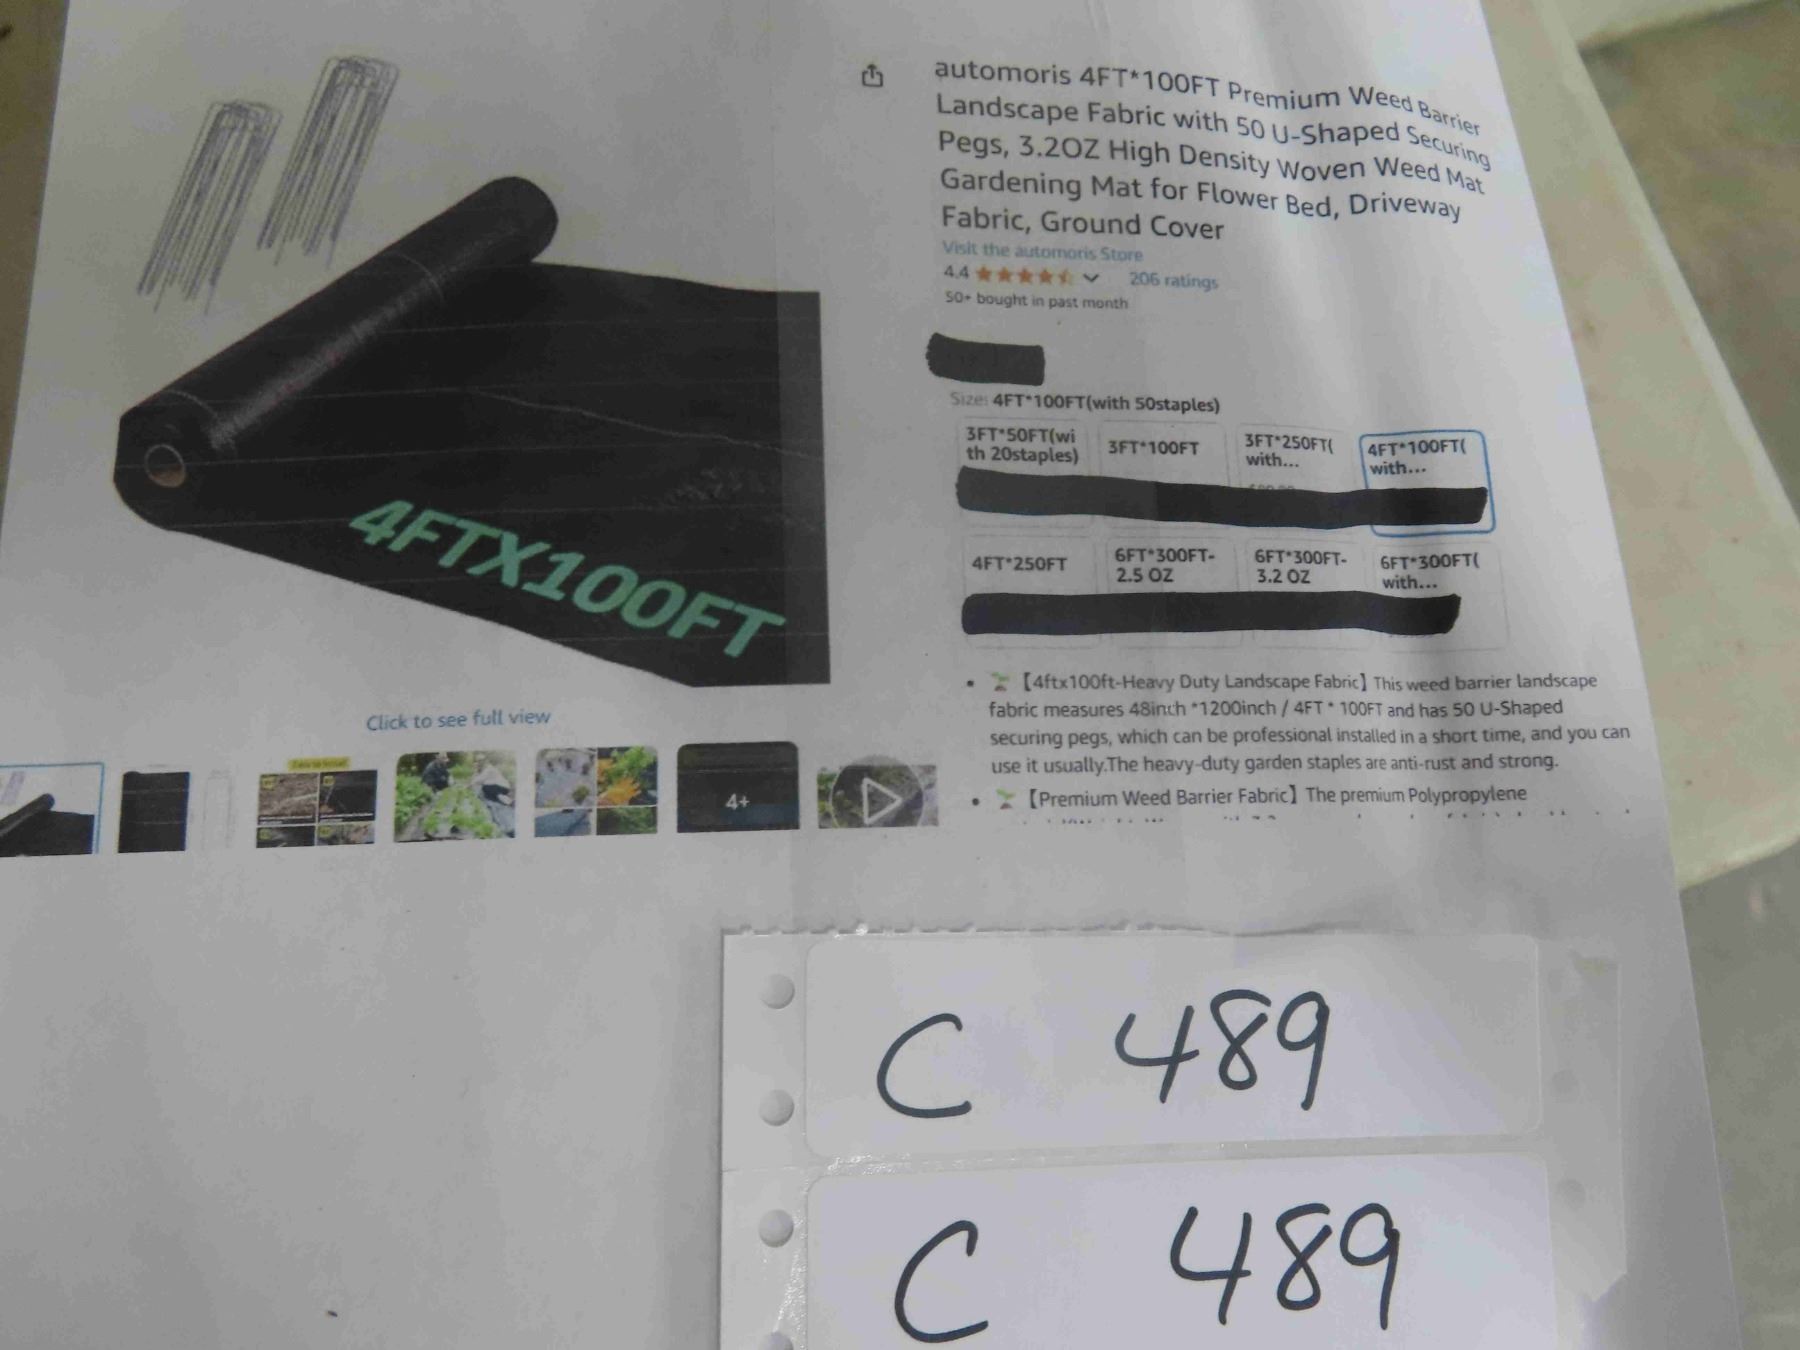 automoris 4FT*100FT Premium Weed Barrier
Landscape Fabric with 50 U-Shaped Securing
Pegs, 3.2OZ High Density Woven Weed Mat
Gardening Mat for Flower Bed, Driveway
Fabric, Ground Cover
Visit the automoris Store
4.4 206 ratings
50+ bought in past month
Size: 4FT*100FT(with 50staples)
3FT*50FT(wi
th 20staples)
3FT*100FT
3FT*250FT(
with...
4FT*100FT(
with...
4FT*250FT
6FT*300FT-
2.5 OZ
6FT*300FT-
3.2 OZ
6FT*300FT(
with...
4FTX100FT
Click to see full view
4+
• 【4ftx100ft-Heavy Duty Landscape Fabric】This weed barrier landscape
fabric measures 48inch *1200inch / 4FT * 100FT and has 50 U-Shaped
securing pegs, which can be professional installed in a short time, and you can
use it usually.The heavy-duty garden staples are anti-rust and strong.
• 【Premium Weed Barrier Fabric】The premium Polypropylene
C 489
C 489